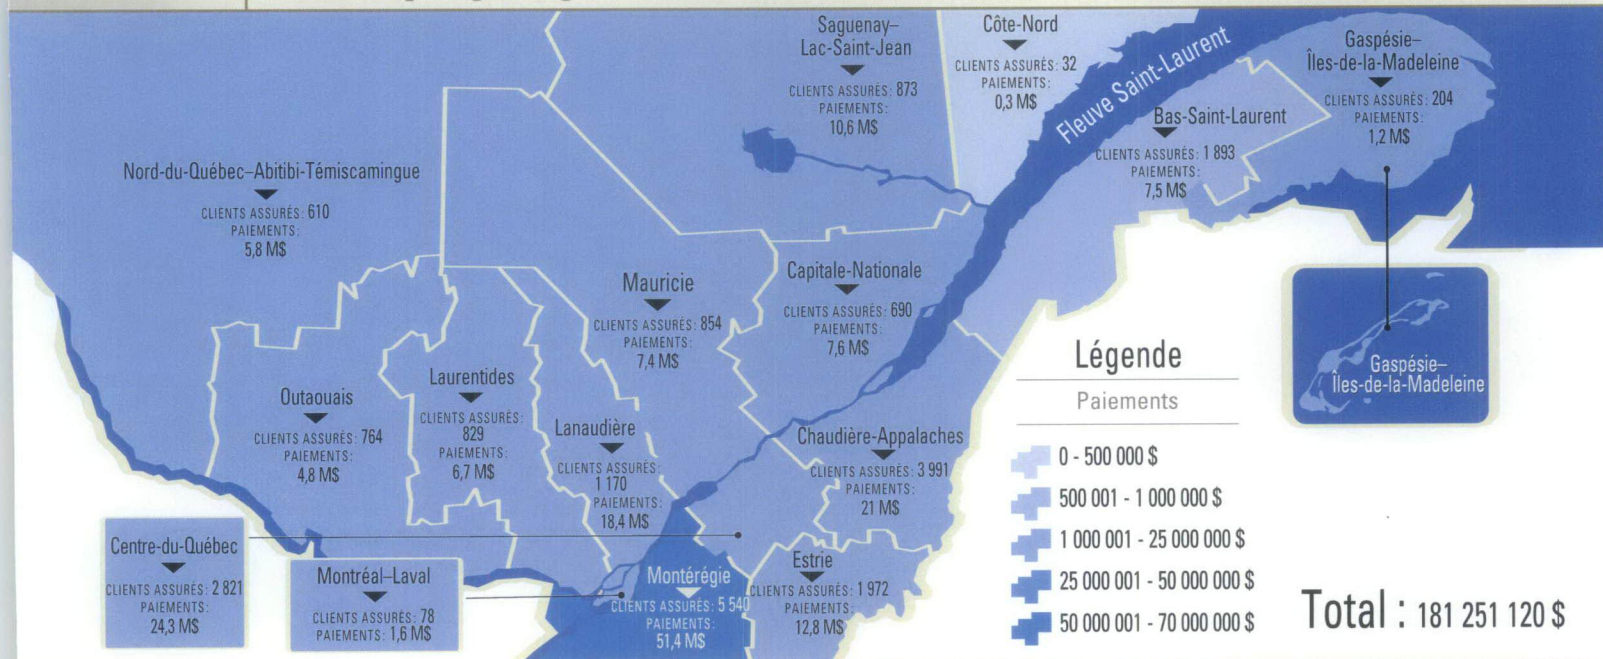 Saguenay–
Lac-Saint-Jean
CLIENTS ASSURÉS: 873
PAIEMENTS:
10,6 M$
Côte-Nord
CLIENTS ASSURÉS: 32
PAIEMENTS:
0,3 M$
Fleuve Saint-Laurent
Gaspésie–
Îles-de-la-Madeleine
CLIENTS ASSURÉS: 204
PAIEMENTS:
1,2 M$
Bas-Saint-Laurent
CLIENTS ASSURÉS: 1 893
PAIEMENTS:
7,5 M$
Nord-du-Québec–Abitibi-Témiscamingue
CLIENTS ASSURÉS: 610
PAIEMENTS:
5,8 M$
Mauricie
CLIENTS ASSURÉS: 854
PAIEMENTS:
7,4 M$
Capitale-Nationale
CLIENTS ASSURÉS: 690
PAIEMENTS:
7,6 M$
Outaouais
CLIENTS ASSURÉS: 764
PAIEMENTS:
4,8 M$
Laurentides
CLIENTS ASSURÉS:
829
PAIEMENTS:
6,7 M$
Lanaudière
CLIENTS ASSURÉS:
1 170
PAIEMENTS:
18,4 M$
Chaudière-Appalaches
CLIENTS ASSURÉS: 3 991
PAIEMENTS:
21 M$
Centre-du-Québec
CLIENTS ASSURÉS: 2 821
PAIEMENTS:
24,3 M$
Montréal–Laval
CLIENTS ASSURÉS: 78
PAIEMENTS: 1,6 M$
Montérégie
CLIENTS ASSURÉS: 5 540
PAIEMENTS:
51,4 M$
Estrie
CLIENTS ASSURÉS: 1 972
PAIEMENTS:
12,8 M$
Gaspésie–
Îles-de-la-Madeleine
Légende
Paiements
0 - 500 000 $
500 001 - 1 000 000 $
1 000 001 - 25 000 000 $
25 000 001 - 50 000 000 $
50 000 001 - 70 000 000 $
Total : 181 251 120 $